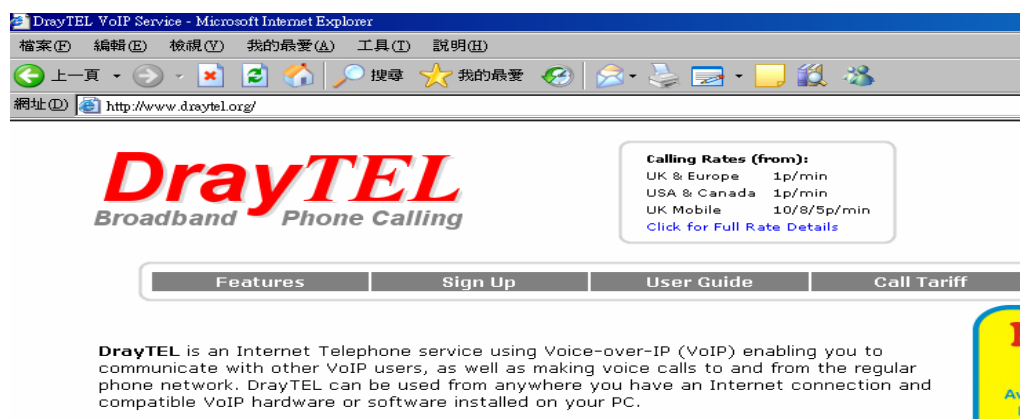 DrayTEL VoIP Service - Microsoft Internet Explorer
檔案(F) 編輯(E) 檢視(V) 我的最愛(A) 工具(T) 說明(H)
上一頁 搜尋 我的最愛
網址(D) http://www.draytel.org/
DrayTEL
Broadband Phone Calling
Calling Rates (from):
UK & Europe 1p/min
USA & Canada 1p/min
UK Mobile 10/8/5p/min
Click for Full Rate Details
Features Sign Up User Guide Call Tariff
DrayTEL is an Internet Telephone service using Voice-over-IP (VoIP) enabling you to
communicate with other VoIP users, as well as making voice calls to and from the regular
phone network. DrayTEL can be used from anywhere you have an Internet connection and
compatible VoIP hardware or software installed on your PC.